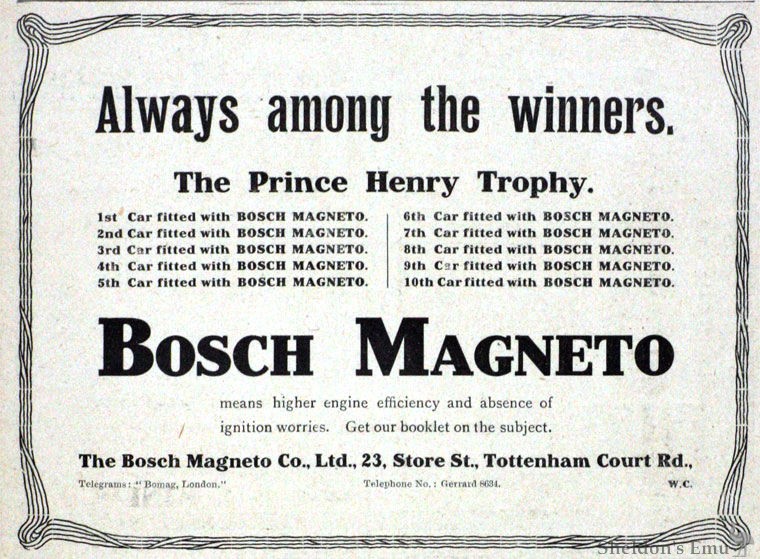 Always among the winners.
The Prince Henry Trophy.
1st Car fitted with BOSCH MAGNETO.
2nd Car fitted with BOSCH MAGNETO.
3rd Car fitted with BOSCH MAGNETO.
4th Car fitted with BOSCH MAGNETO.
5th Car fitted with BOSCH MAGNETO.
6th Car fitted with BOSCH MAGNETO.
7th Car fitted with BOSCH MAGNETO.
8th Car fitted with BOSCH MAGNETO.
9th Car fitted with BOSCH MAGNETO.
10th Car fitted with BOSCH MAGNETO.
BOSCH MAGNETO
means higher engine efficiency and absence of
ignition worries. Get our booklet on the subject.
The Bosch Magneto Co., Ltd., 23, Store St., Tottenham Court Rd.,
Telegrams: "Bomag, London." Telephone No.: Gerrard 8634. W.C.
Sheldon's Emu